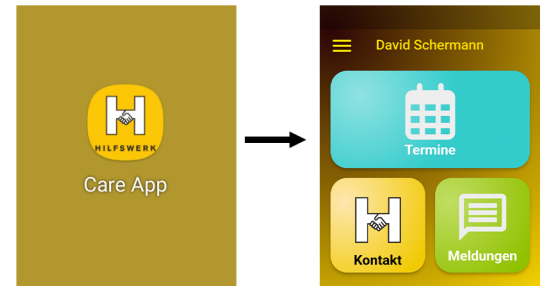 HILFSWERK
Care App
David Schermann
Termine
Kontakt
Meldungen